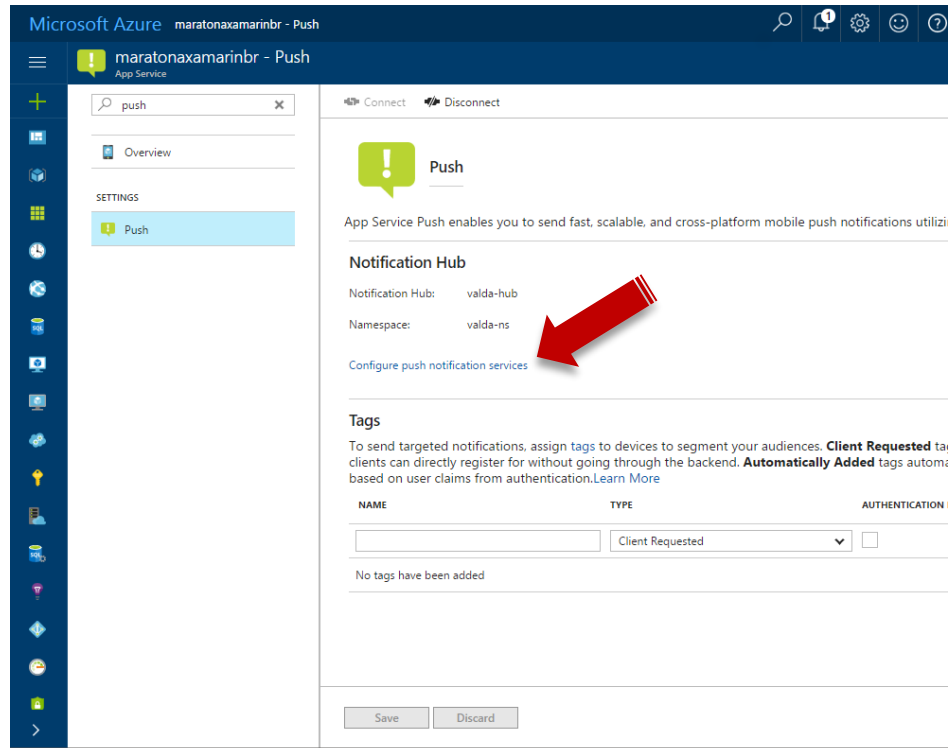 Microsoft Azure maratonaxamarinbr - Push
1
maratonaxamarinbr - Push
App Service
push
Connect Disconnect
Overview
Push
SETTINGS
Push
App Service Push enables you to send fast, scalable, and cross-platform mobile push notifications utilizi
Notification Hub
Notification Hub: valda-hub
Namespace: valda-ns
Configure push notification services
Tags
To send targeted notifications, assign tags to devices to segment your audiences. Client Requested tag
clients can directly register for without going through the backend. Automatically Added tags automa
based on user claims from authentication.Learn More
NAME TYPE AUTHENTICATION
Client Requested
No tags have been added
Save Discard